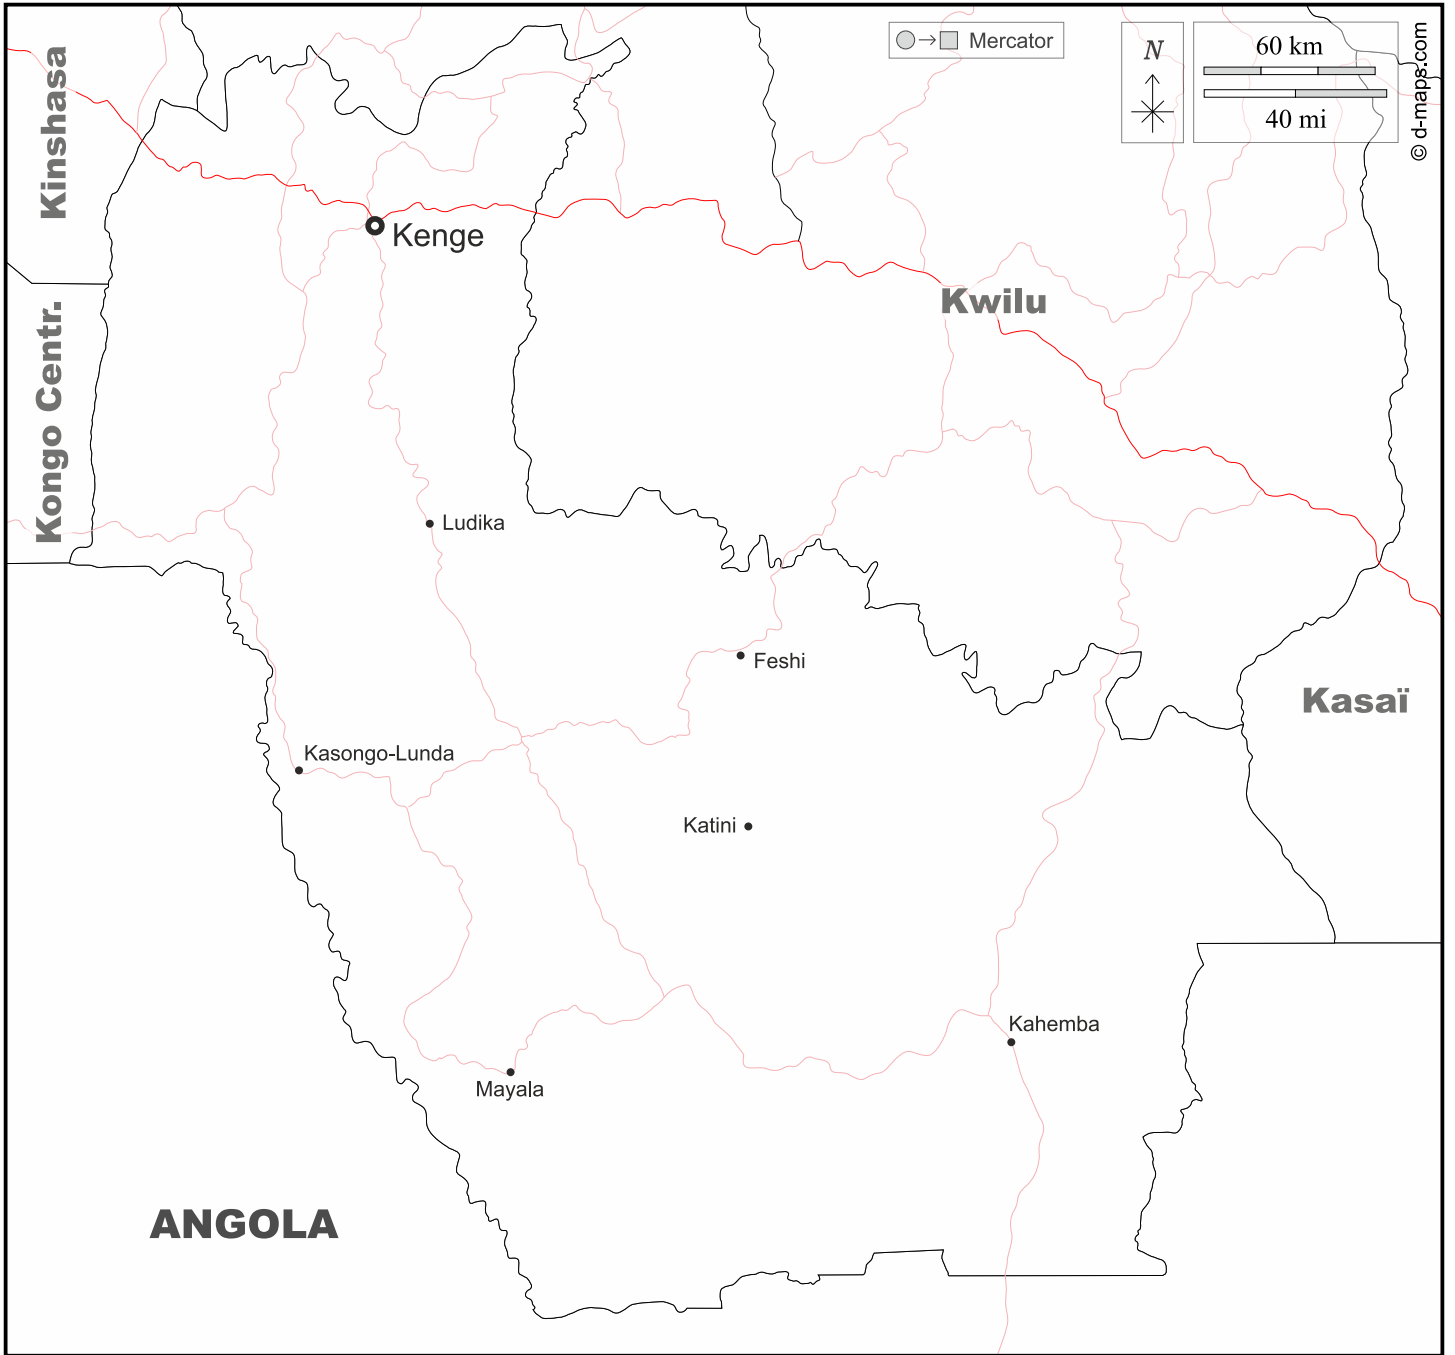 Mercator
N
60 km
40 mi
© d-maps.com
Kinshasa
Kenge
Kwilu
Kongo Centr.
Ludika
Feshi
Kasaï
Kasongo-Lunda
Katini
Kahemba
Mayala
ANGOLA